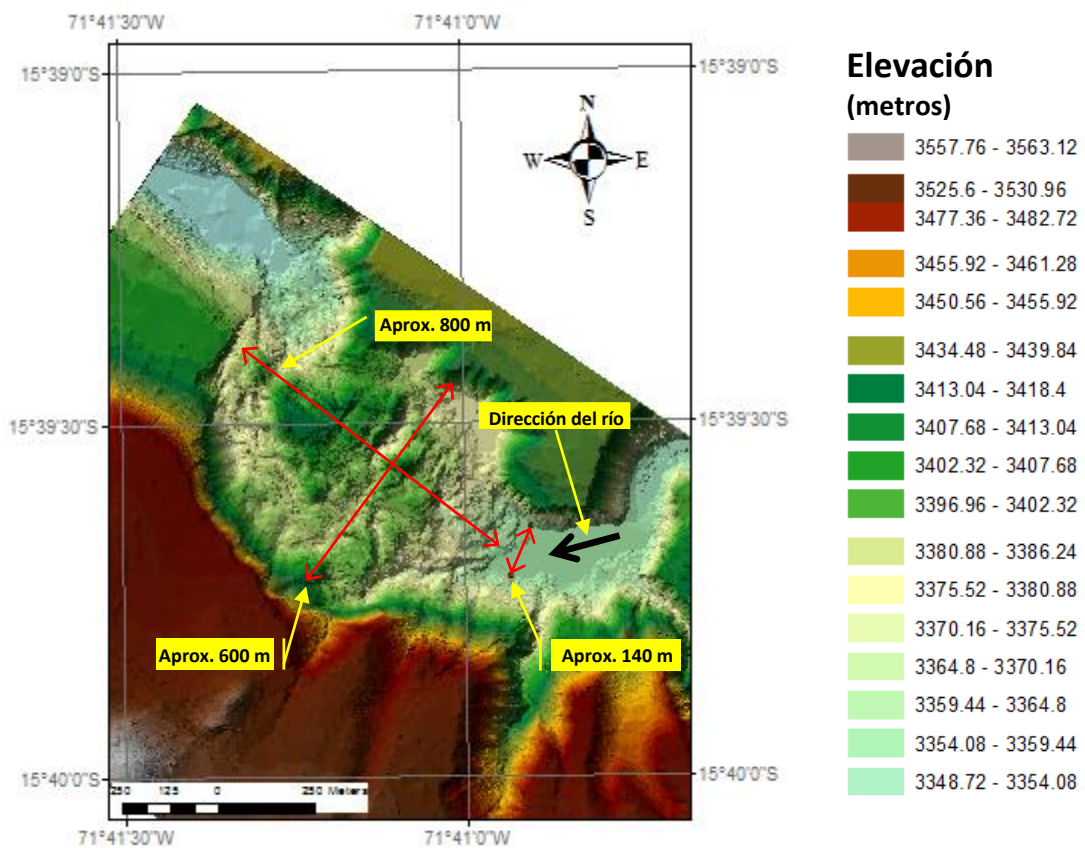 71°41'30"W
71°41'0"W
15°39'0"S
15°39'0"S
N
W
E
S
Aprox. 800 m
Dirección del río
15°39'30"S
15°39'30"S
Aprox. 600 m
Aprox. 140 m
15°40'0"S
15°40'0"S
250 125 0 250 Meters
71°41'30"W
71°41'0"W
Elevación
(metros)
3557.76 - 3563.12
3525.6 - 3530.96
3477.36 - 3482.72
3455.92 - 3461.28
3450.56 - 3455.92
3434.48 - 3439.84
3413.04 - 3418.4
3407.68 - 3413.04
3402.32 - 3407.68
3396.96 - 3402.32
3380.88 - 3386.24
3375.52 - 3380.88
3370.16 - 3375.52
3364.8 - 3370.16
3359.44 - 3364.8
3354.08 - 3359.44
3348.72 - 3354.08